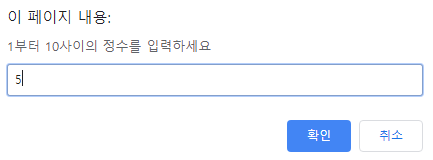 이 페이지 내용:
1부터 10사이의 정수를 입력하세요
5
확인 취소